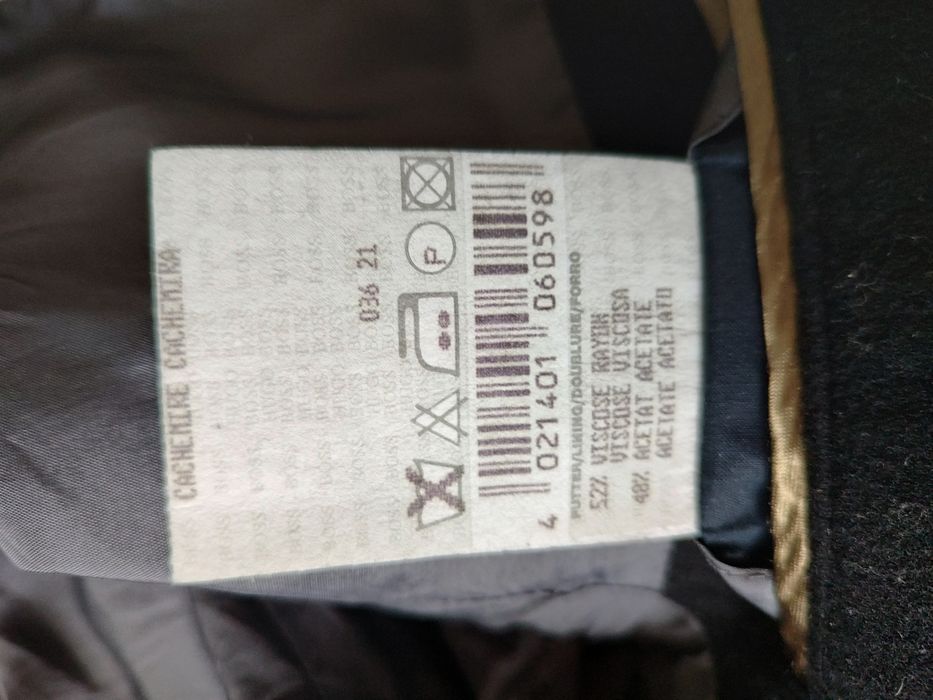 CACHEMIRE CACHEMIRA
036 21
P
4 021401 060598
FUTTER/LINING/DOUBLURE/FORRO
52% VISCOSE RAYON
VISCOSE VISCOSA
48% ACETAT ACETATE
ACETATE ACETATO